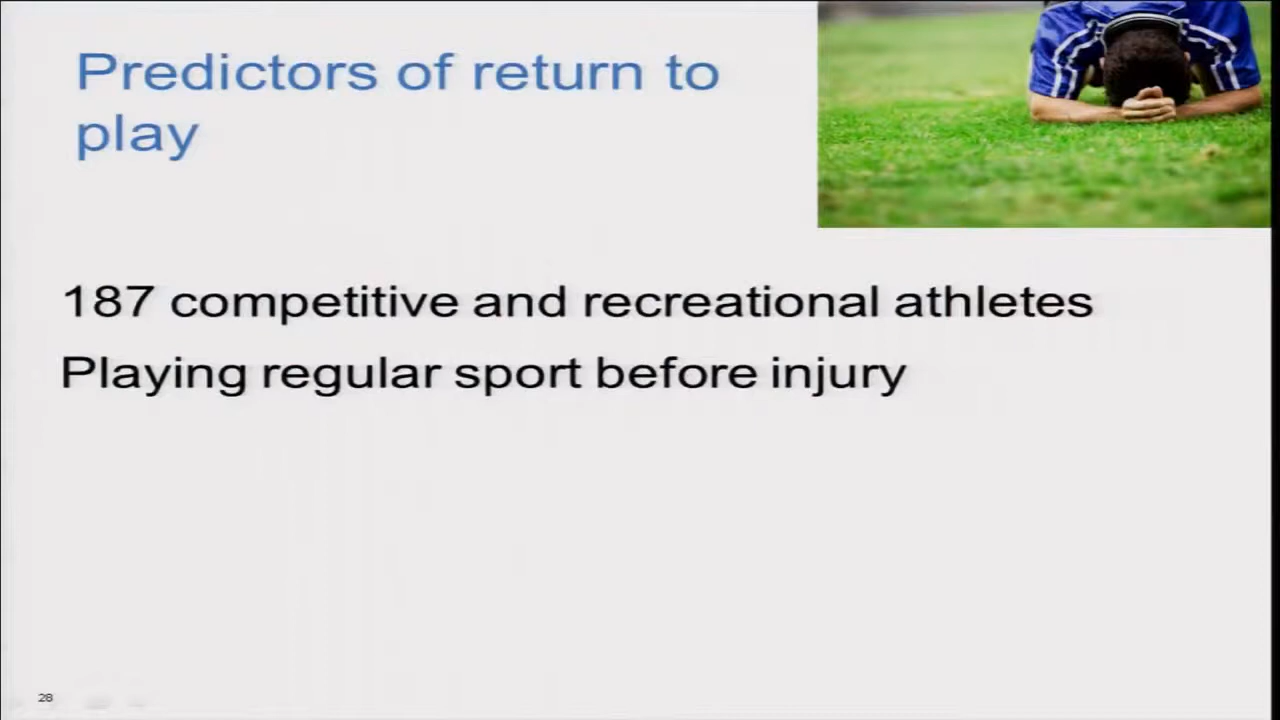 Predictors of return to
play
187 competitive and recreational athletes
Playing regular sport before injury
28